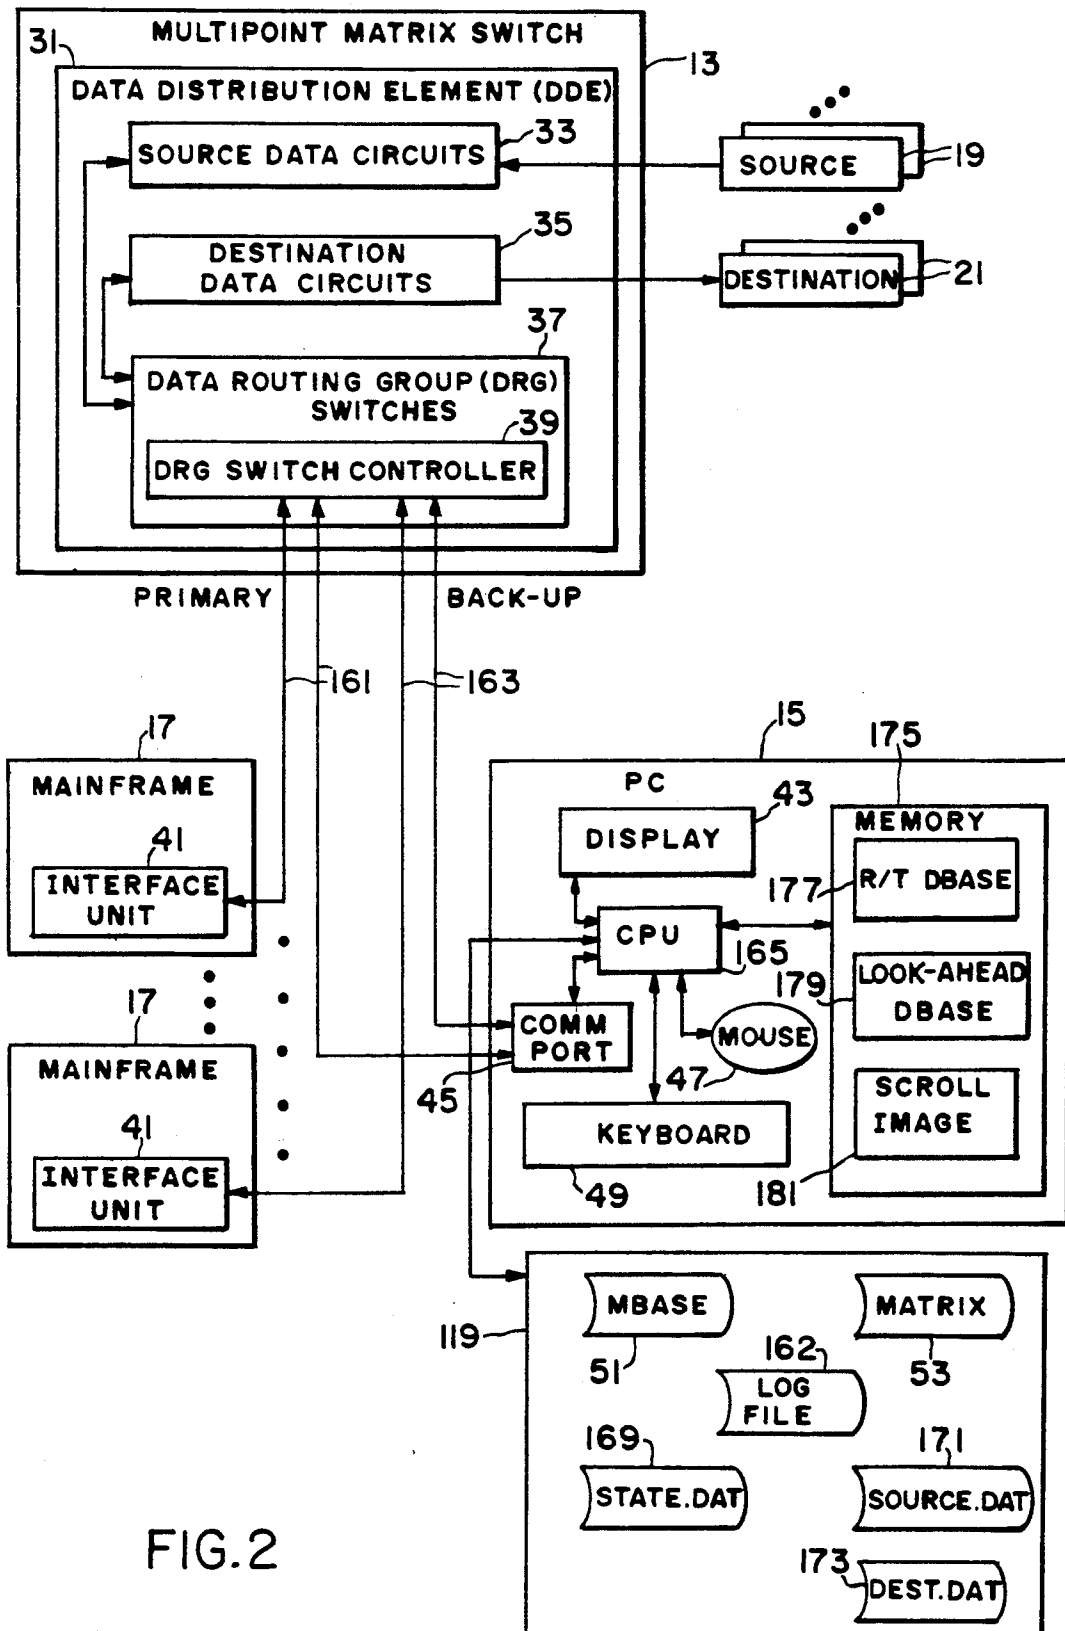 MULTIPOINT MATRIX SWITCH
31
13
DATA DISTRIBUTION ELEMENT (DDE)
33
SOURCE DATA CIRCUITS
SOURCE
19
35
DESTINATION
DATA CIRCUITS
DESTINATION
21
37
DATA ROUTING GROUP (DRG)
SWITCHES
39
DRG SWITCH CONTROLLER
PRIMARY
BACK-UP
161
163
17
MAINFRAME
41
INTERFACE
UNIT
17
MAINFRAME
41
INTERFACE
UNIT
15
PC
175
43
DISPLAY
MEMORY
177
R/T DBASE
CPU
165
179
LOOK-AHEAD
DBASE
COMM
PORT
45
MOUSE
47
SCROLL
IMAGE
181
KEYBOARD
49
119
MBASE
51
MATRIX
53
162
LOG
FILE
169
STATE.DAT
171
SOURCE.DAT
173
DEST.DAT
FIG.2